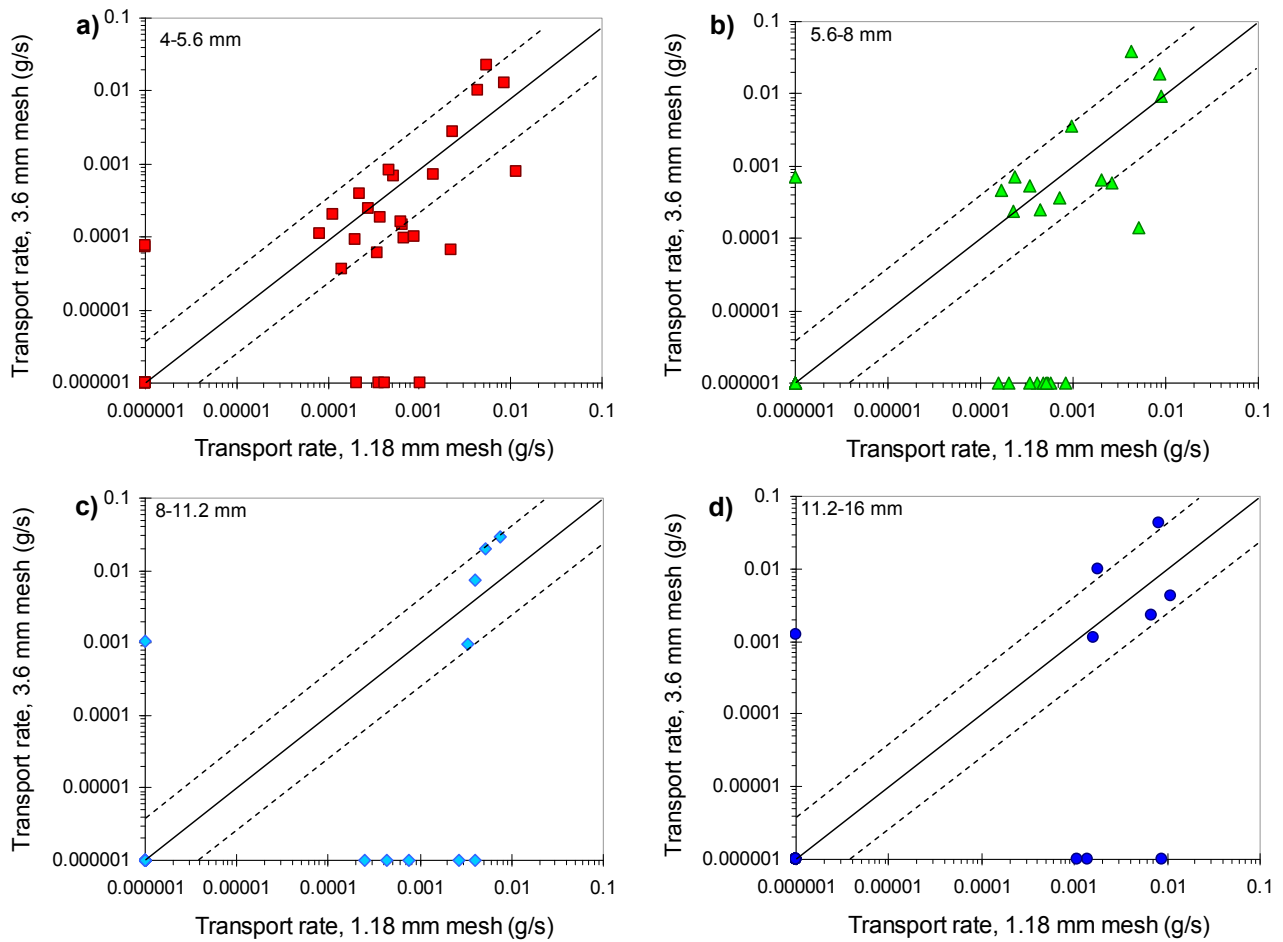 a)
4-5.6 mm
Transport rate, 3.6 mm mesh (g/s)
0.1
0.01
0.001
0.0001
0.00001
0.000001
0.000001 0.00001 0.0001 0.001 0.01 0.1
Transport rate, 1.18 mm mesh (g/s)
b)
5.6-8 mm
Transport rate, 3.6 mm mesh (g/s)
0.1
0.01
0.001
0.0001
0.00001
0.000001
0.000001 0.00001 0.0001 0.001 0.01 0.1
Transport rate, 1.18 mm mesh (g/s)
c)
8-11.2 mm
Transport rate, 3.6 mm mesh (g/s)
0.1
0.01
0.001
0.0001
0.00001
0.000001
0.000001 0.00001 0.0001 0.001 0.01 0.1
Transport rate, 1.18 mm mesh (g/s)
d)
11.2-16 mm
Transport rate, 3.6 mm mesh (g/s)
0.1
0.01
0.001
0.0001
0.00001
0.000001
0.000001 0.00001 0.0001 0.001 0.01 0.1
Transport rate, 1.18 mm mesh (g/s)